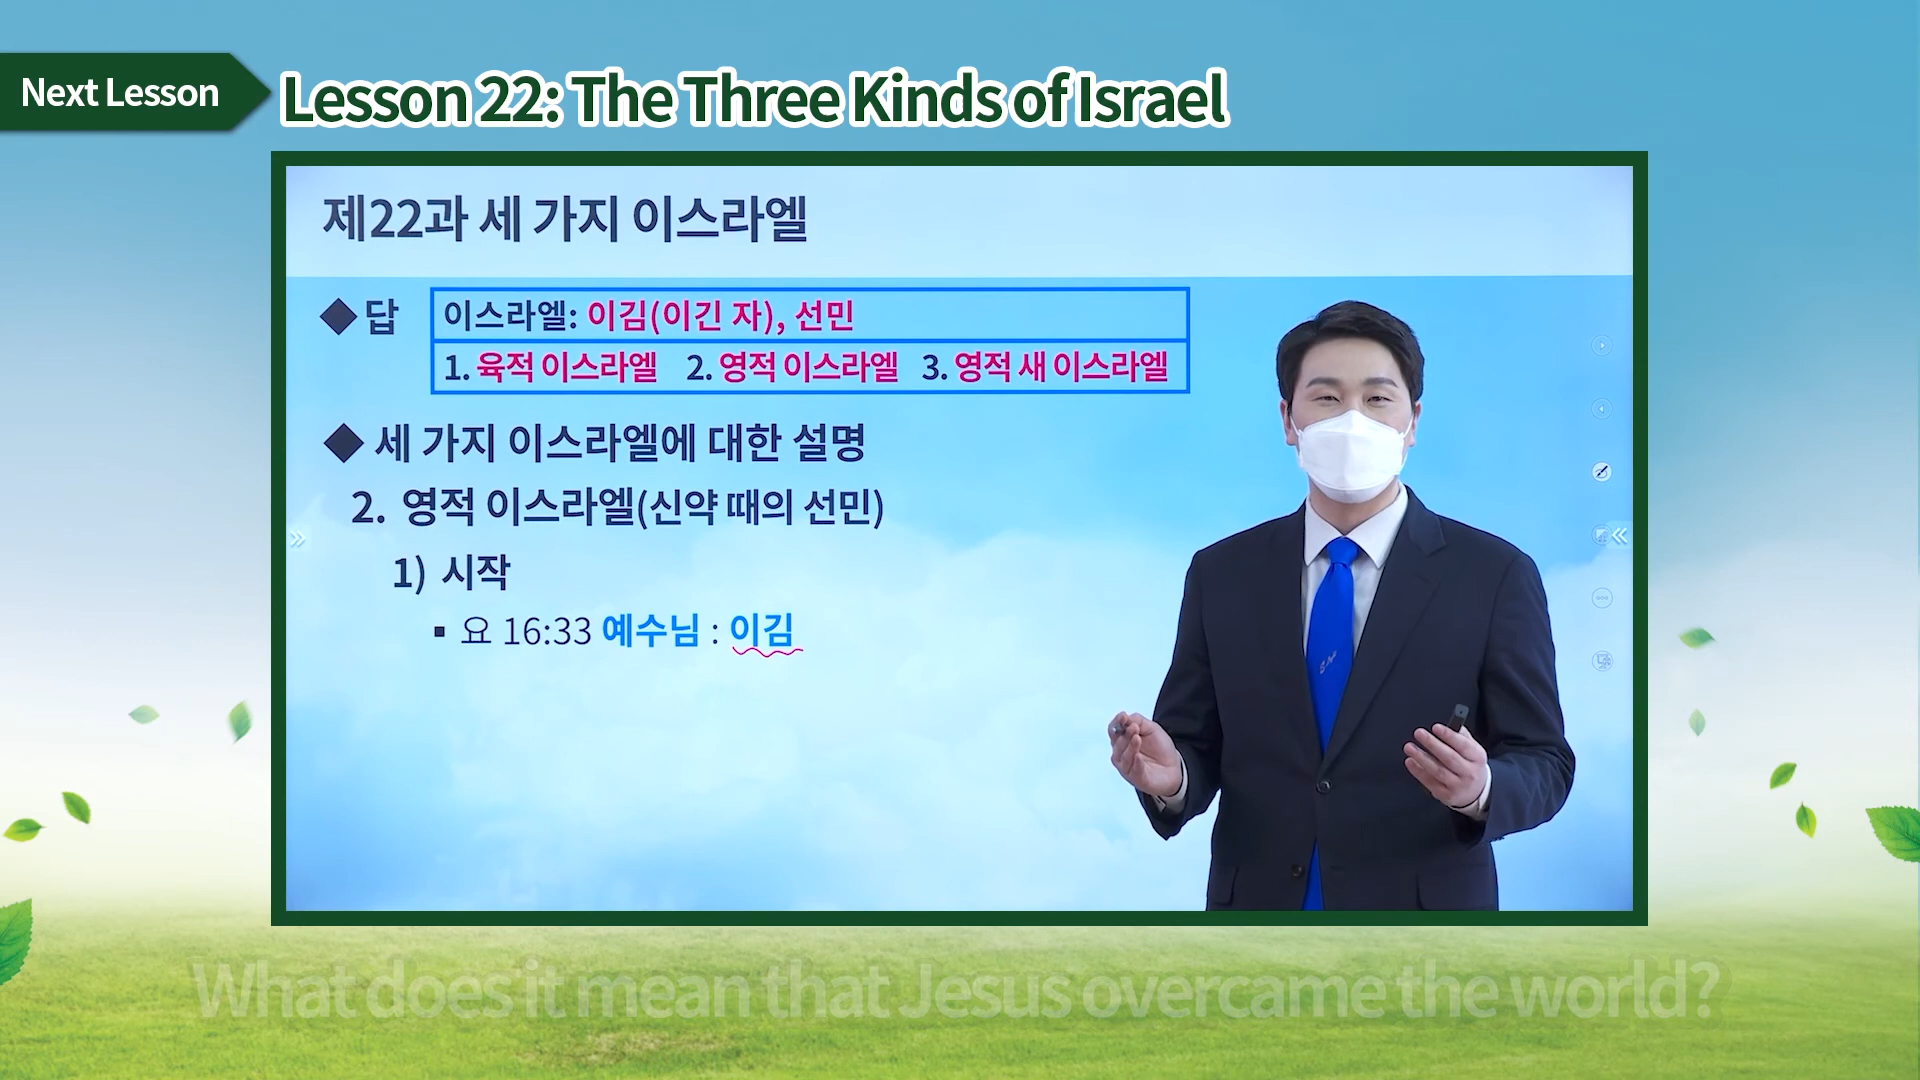 Next Lesson
Lesson 22: The Three Kinds of Israel
제22과 세 가지 이스라엘
◆ 답
이스라엘: 이김(이긴 자), 선민
1. 육적 이스라엘 2. 영적 이스라엘 3. 영적 새 이스라엘
◆ 세 가지 이스라엘에 대한 설명
2. 영적 이스라엘(신약 때의 선민)
1) 시작
▪ 요 16:33 예수님 : 이김
What does it mean that Jesus overcame the world?